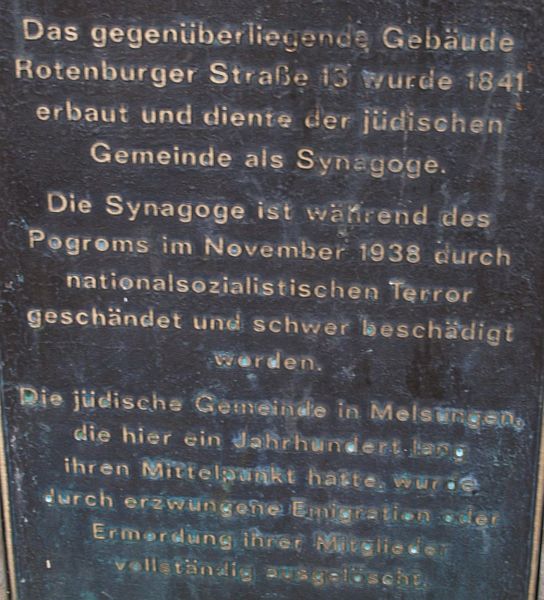 Das gegenüberliegende Gebäude
Rotenburger Straße 13 wurde 1841
erbaut und diente der jüdischen
Gemeinde als Synagoge.
Die Synagoge ist während des
Pogroms im November 1938 durch
nationalsozialistischen Terror
geschändet und schwer beschädigt
worden.
Die jüdische Gemeinde in Melsungen,
die hier ein Jahrhundert lang
ihren Mittelpunkt hatte, wurde
durch erzwungene Emigration oder
Ermordung ihrer Mitglieder
vollständig ausgelöscht.